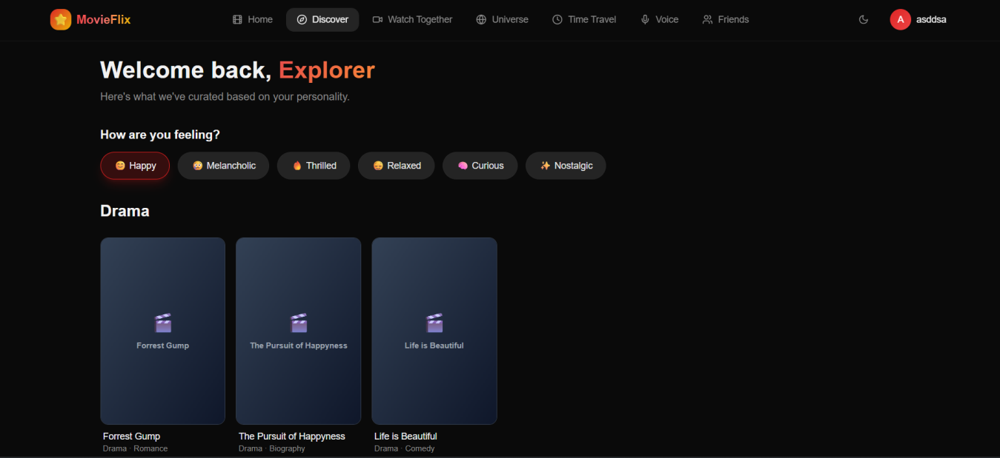 MovieFlix Home Discover Watch Together Universe Time Travel Voice Friends A asddsa
Welcome back, Explorer
Here's what we've curated based on your personality.
How are you feeling?
Happy Melancholic Thrilled Relaxed Curious Nostalgic
Drama
Forrest Gump The Pursuit of Happyness Life is Beautiful
Forrest Gump The Pursuit of Happyness Life is Beautiful
Drama · Romance Drama · Biography Drama · Comedy